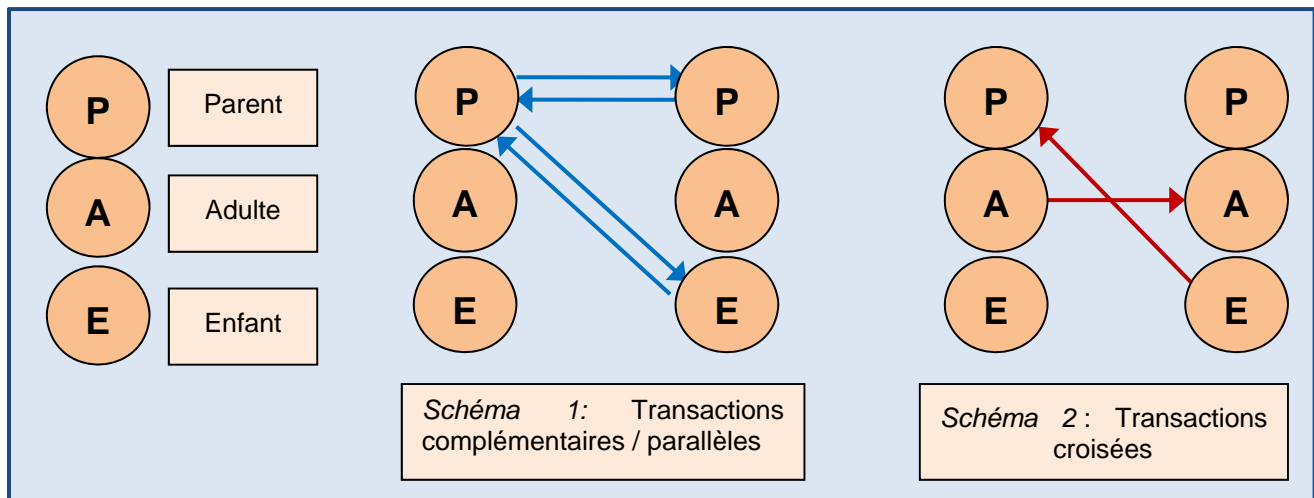 P
Parent
A
Adulte
E
Enfant
P
P
A
A
E
E
Schéma 1: Transactions
complémentaires / parallèles
P
P
A
A
E
E
Schéma 2 : Transactions
croisées